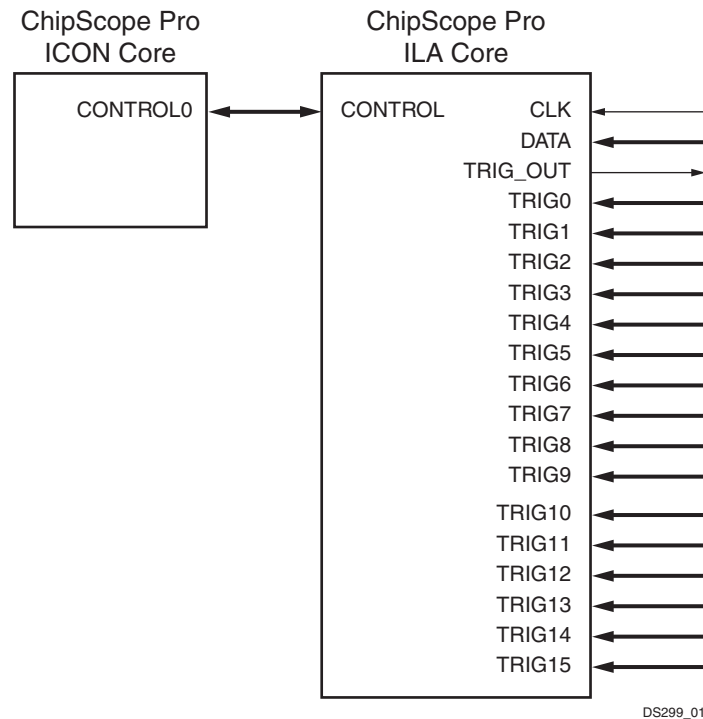 ChipScope Pro
ICON Core
ChipScope Pro
ILA Core
CONTROL0
CONTROL
CLK
DATA
TRIG_OUT
TRIG0
TRIG1
TRIG2
TRIG3
TRIG4
TRIG5
TRIG6
TRIG7
TRIG8
TRIG9
TRIG10
TRIG11
TRIG12
TRIG13
TRIG14
TRIG15
DS299_01